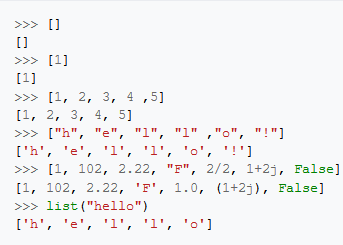 >>> []
[]
>>> [1]
[1]
>>> [1, 2, 3, 4 ,5]
[1, 2, 3, 4, 5]
>>> ["h", "e", "l", "l" ,"o", "!"]
['h', 'e', 'l', 'l', 'o', '!']
>>> [1, 102, 2.22, "F", 2/2, 1+2j, False]
[1, 102, 2.22, 'F', 1.0, (1+2j), False]
>>> list("hello")
['h', 'e', 'l', 'l', 'o']